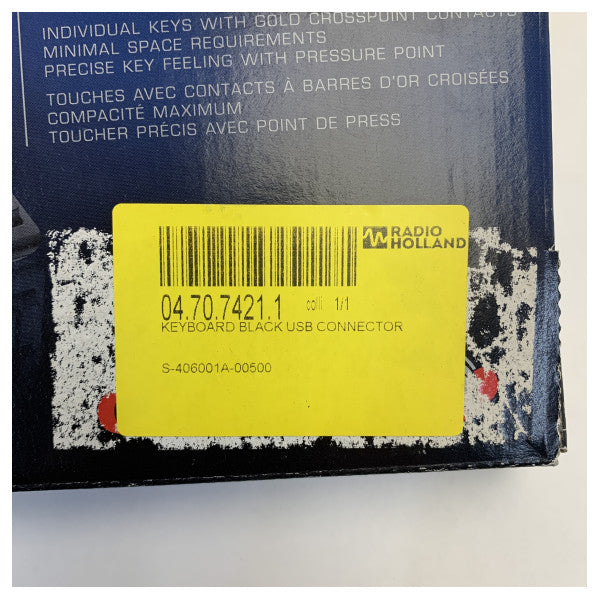 INDIVIDUAL KEYS WITH GOLD CROSSPOINT CONTACTS
MINIMAL SPACE REQUIREMENTS
PRECISE KEY FEELING WITH PRESSURE POINT
TOUCHES AVEC CONTACTS À BARRES D'OR CROISÉES
COMPACITÉ MAXIMUM
TOUCHER PRÉCIS AVEC POINT DE PRESS
RADIO
HOLLAND
04.70.7421.1 colli 1/1
KEYBOARD BLACK USB CONNECTOR
S-406001A-00500